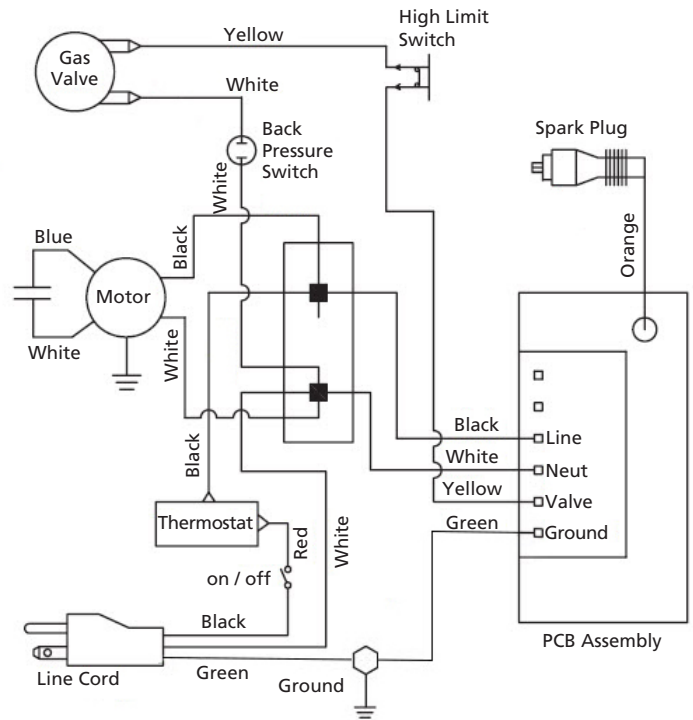 Yellow
High Limit
Switch
Gas
Valve
White
Back
Pressure
Switch
White
Spark Plug
Orange
Blue
Black
Motor
White
White
Black
Line
White
Neut
Yellow
Valve
Green
Ground
Black
Thermostat
Red
White
on / off
Black
PCB Assembly
Line Cord
Green
Ground